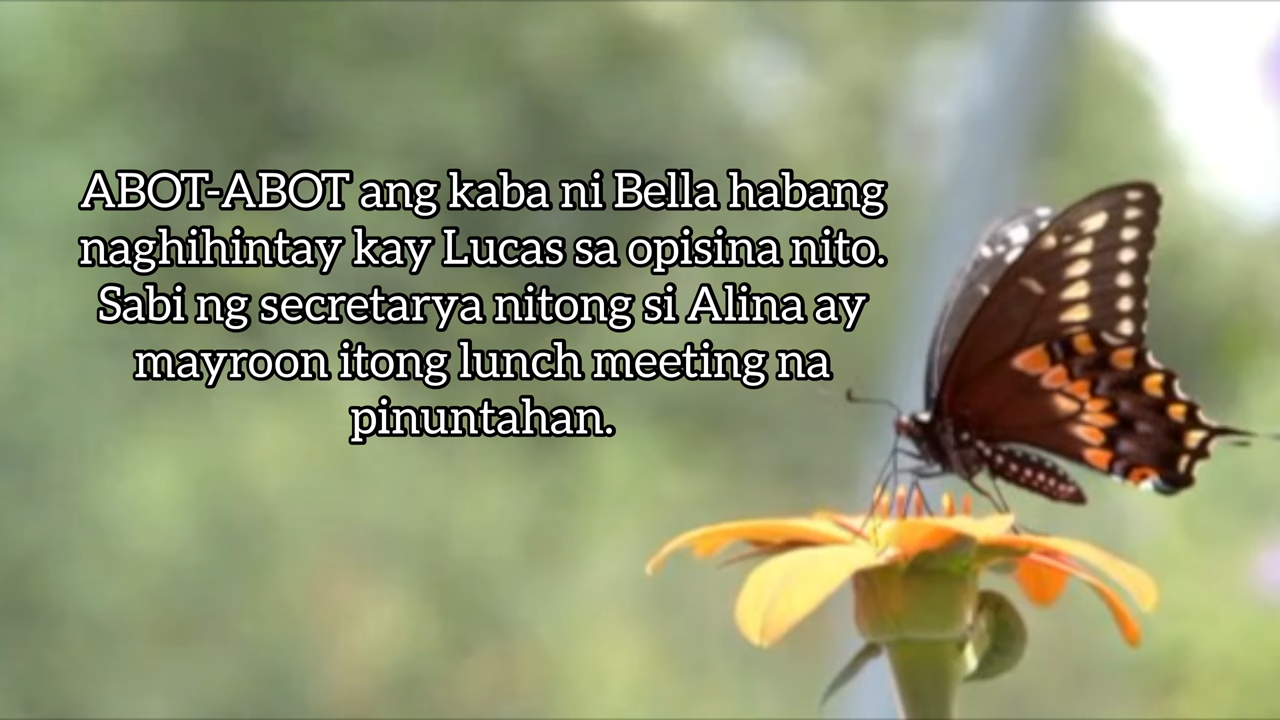 ABOT-ABOT ang kaba ni Bella habang
naghihintay kay Lucas sa opisina nito.
Sabi ng secretarya nitong si Alina ay
mayroon itong lunch meeting na
pinuntahan.